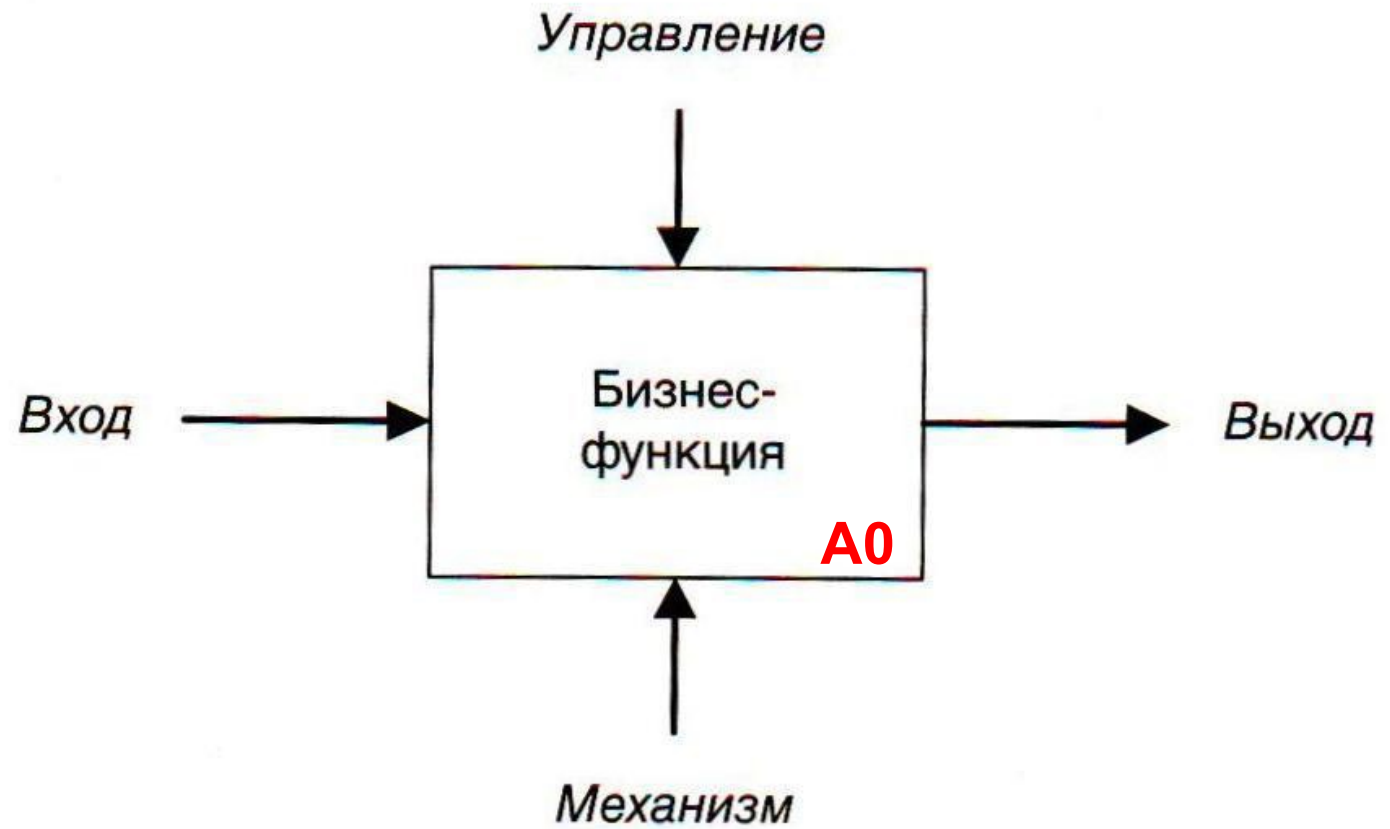 Управление
Вход
Бизнес-
функция
Выход
A0
Механизм